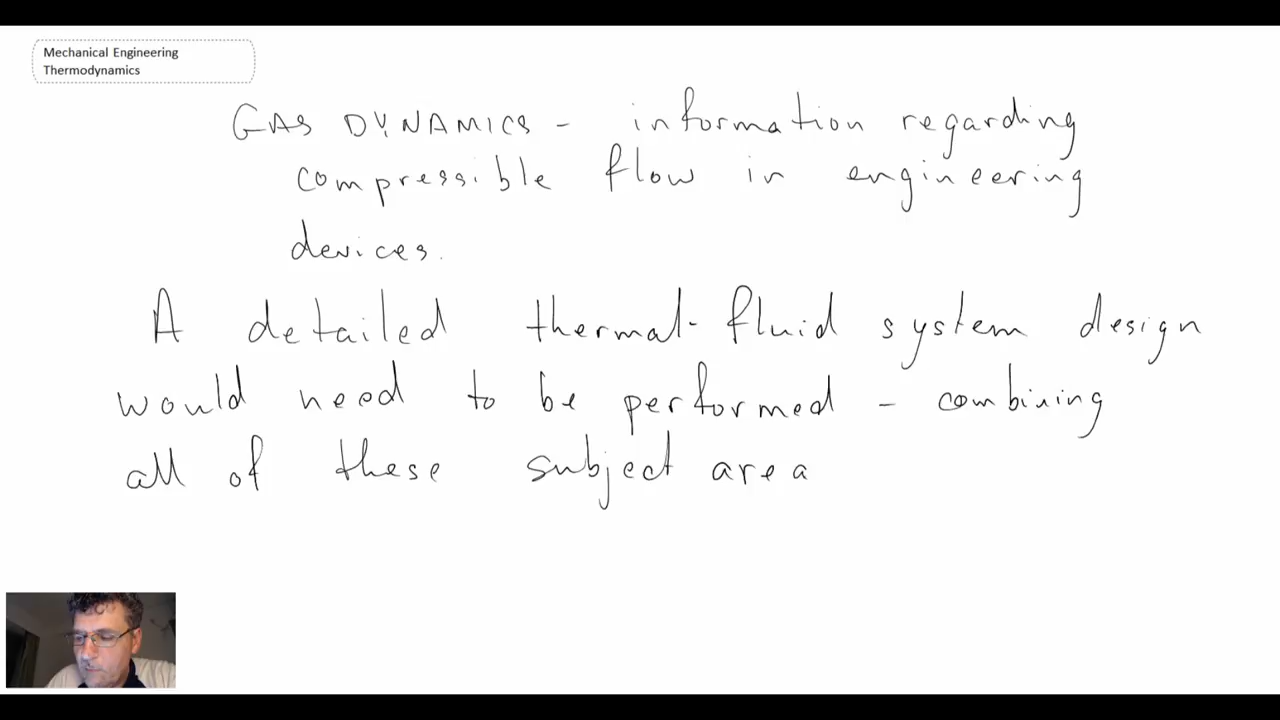 Mechanical Engineering
Thermodynamics
GAS DYNAMICS - information regarding
compressible flow in engineering
devices.
A detailed thermal-fluid system design
would need to be performed - combining
all of these subject area